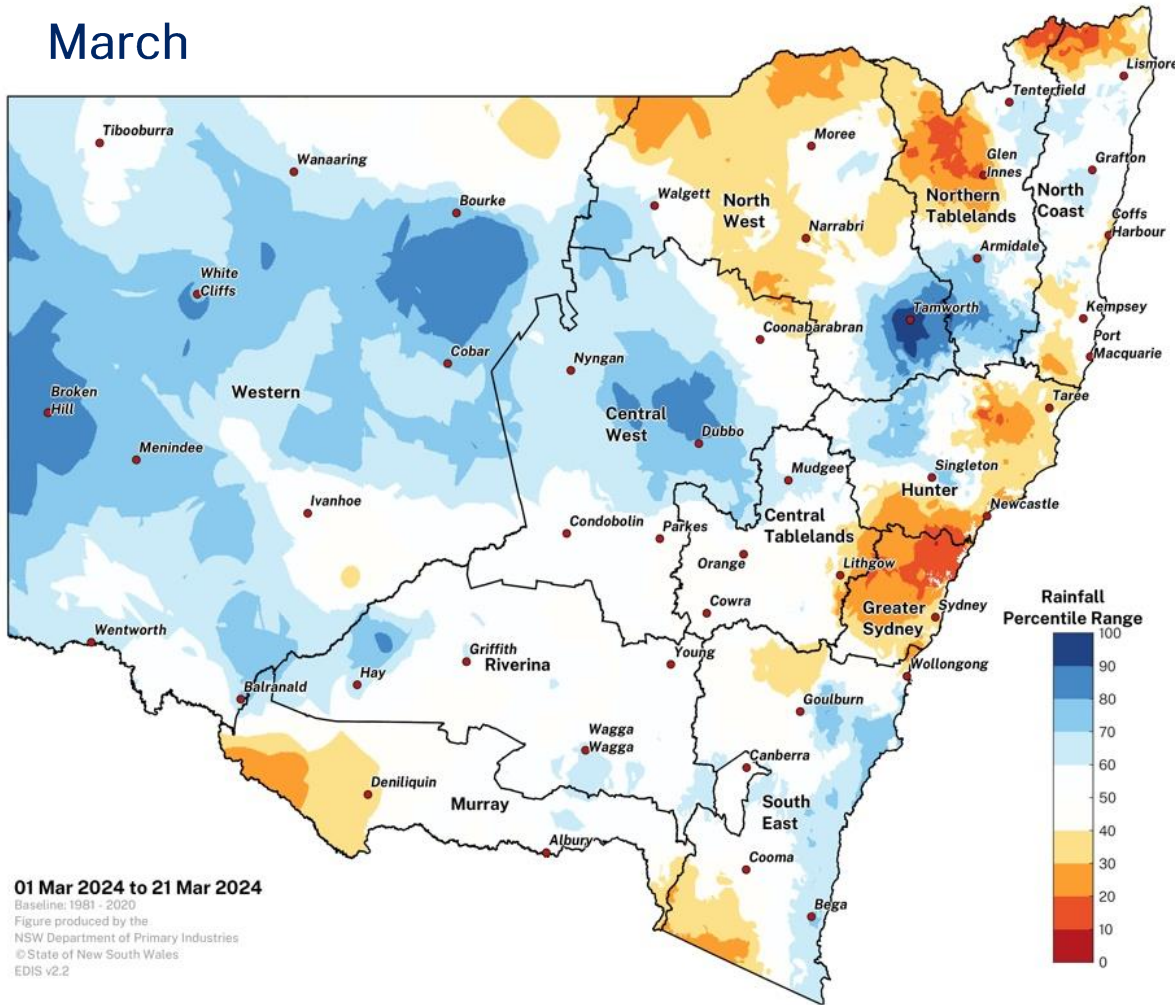 March
Tibooburra
Wanaaring
Bourke
White
Cliffs
Cobar
Broken
Hill
Western
Menindee
Ivanhoe
Wentworth
Balranald
Hay
Griffith
Riverina
Deniliquin
Murray
Albury
Wagga
Wagga
Young
Walgett
North
West
Moree
Narrabri
Coonabarabran
Nyngan
Central
West
Dubbo
Condobolin
Parkes
Mudgee
Central
Tablelands
Orange
Lithgow
Cowra
Tenterfield
Lismore
Glen
Innes
Northern
Tablelands
Armidale
Tamworth
North
Coast
Grafton
Coffs
Harbour
Kempsey
Port
Macquarie
Taree
Singleton
Hunter
Newcastle
Greater
Sydney
Sydney
Wollongong
Goulburn
Canberra
South
East
Cooma
Bega
Rainfall
Percentile Range
100
90
80
70
60
50
40
30
20
10
0
01 Mar 2024 to 21 Mar 2024
Baseline: 1981 - 2020
Figure produced by the
NSW Department of Primary Industries
© State of New South Wales
EDIS v2.2